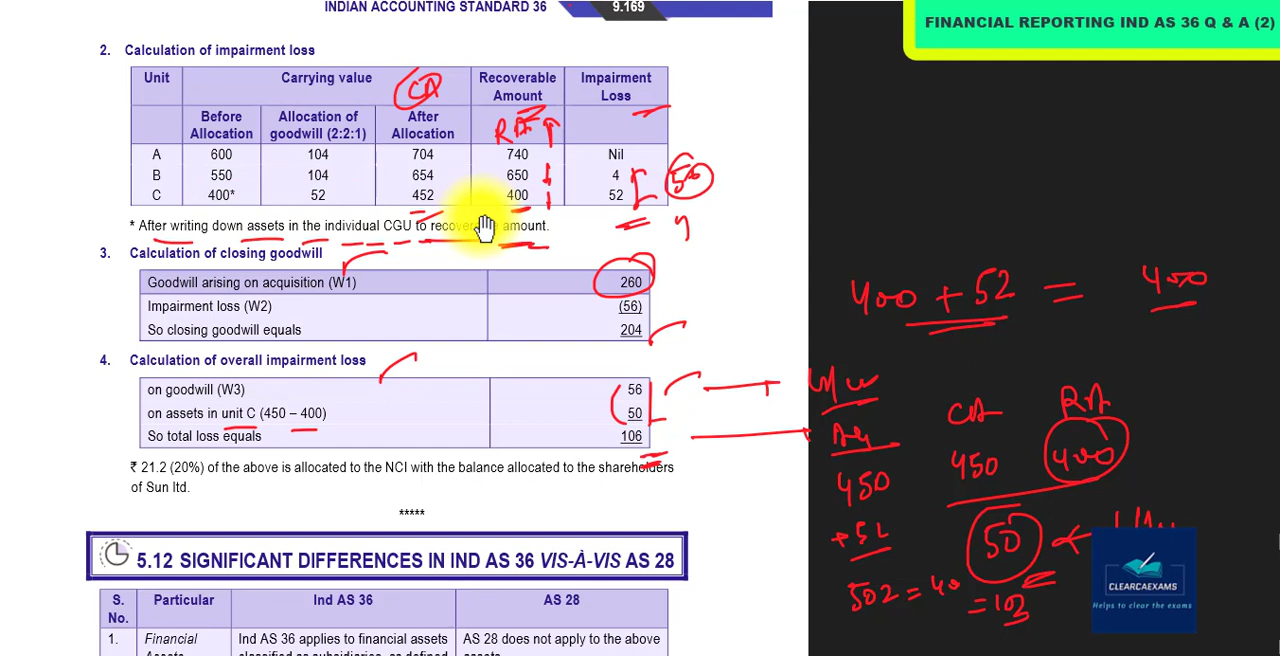 INDIAN ACCOUNTING STANDARD 36 9.169
FINANCIAL REPORTING IND AS 36 Q & A (2)
2. Calculation of impairment loss
Unit Carrying value Recoverable Amount Impairment Loss
CA
Before Allocation Allocation of goodwill (2:2:1) After Allocation
RA
A 600 104 704 740 Nil
B 550 104 654 650 4
C 400* 52 452 400 52
56
* After writing down assets in the individual CGU to amount.
3. Calculation of closing goodwill
Goodwill arising on acquisition (W1) 260
Impairment loss (W2) (56)
So closing goodwill equals 204
400 + 52 =
4. Calculation of overall impairment loss
on goodwill (W3) 56
on assets in unit C (450 – 400) 50
So total loss equals 106
CA RA
450 450 400
+52 50
502 =
= 102
₹ 21.2 (20%) of the above is allocated to the NCI with the balance allocated to the shareholders
of Sun ltd.
*****
5.12 SIGNIFICANT DIFFERENCES IN IND AS 36 VIS-À-VIS AS 28
S. No. Particular Ind AS 36 AS 28
1. Financial Ind AS 36 applies to financial assets AS 28 does not apply to the above
CLEARCAEXAMS
Helps to clear the exams